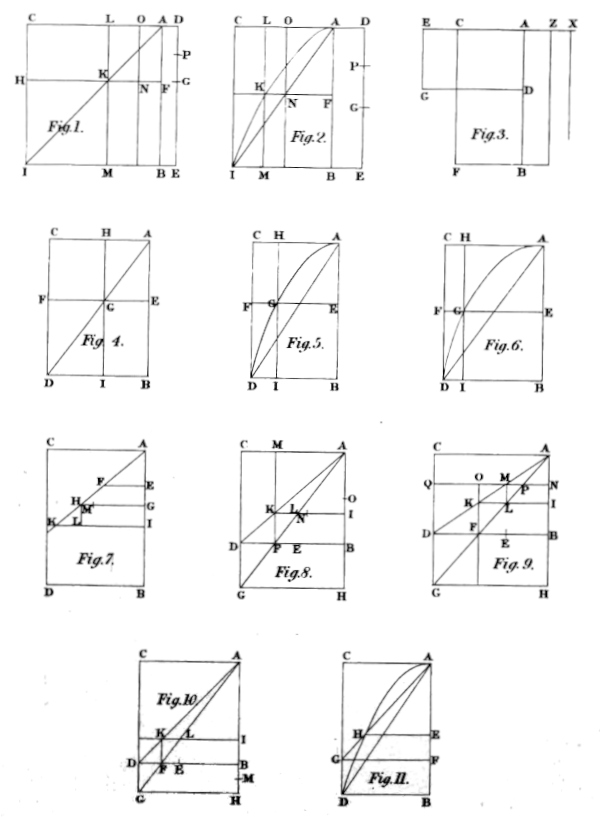 C L O A D
P
K
H N F G
Fig.1.
I M B E
C L O A D
P
K
N F G
Fig.2.
I M B E
E C A Z X
G D
Fig.3.
F B
C H A
F G E
Fig. 4.
D I B
C H A
F G E
Fig.5.
D I B
C H A
F G E
Fig.6.
D I B
C A
F E
H M G
K L I
Fig.7.
D B
C M A
O
K L I
N
D P E B
Fig.8.
G H
C A
Q O M P N
K L I
D F B
E
Fig.9.
G H
C A
Fig.10.
K L I
D F E B
M
G H
C A
H E
G F
Fig.11.
D B